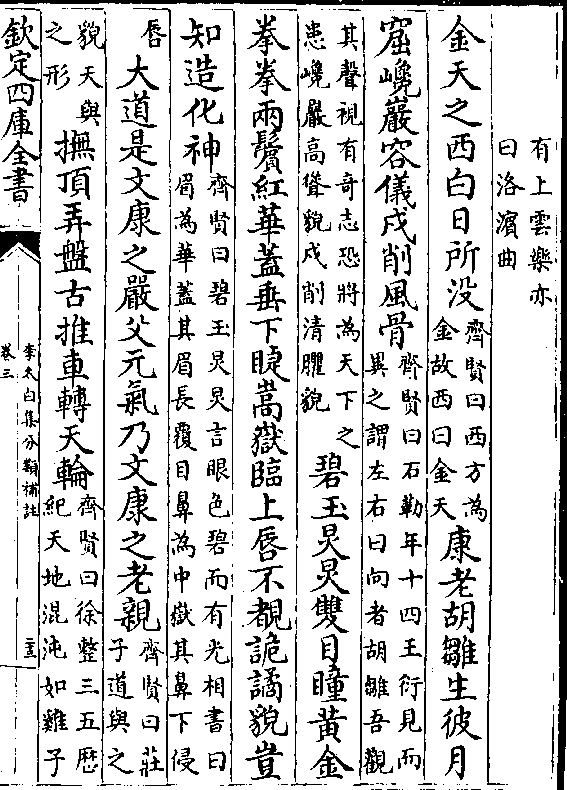 有上雲樂亦
曰洛濱曲
金天之西白日所没
齊賢曰西方為
金故西曰金天
康老胡雛生彼月
窟巉巖容儀戍削風骨
齊賢曰石勒年十四王衍見而
異之謂左右曰向者胡雛吾觀
其聲視有奇志恐將為天下之
患巉巖高聳貌戍削清臞貌
碧玉炅炅雙目瞳黄金
拳拳兩鬢紅華蓋垂下睫嵩嶽臨上唇不覩詭譎貌豈
知造化神
齊賢曰碧玉炅炅言眼色碧而有光相書曰
眉為華蓋其眉長覆目鼻為中嶽其鼻下侵
唇
大道是文康之嚴父元氣乃文康之老親
齊賢曰莊
子道與之
貌天與
之形
撫頂弄盤古推車轉天輪
齊賢曰徐整三五歴
紀天地混沌如雞子
欽定四庫全書
李太白集分類補註
卷三